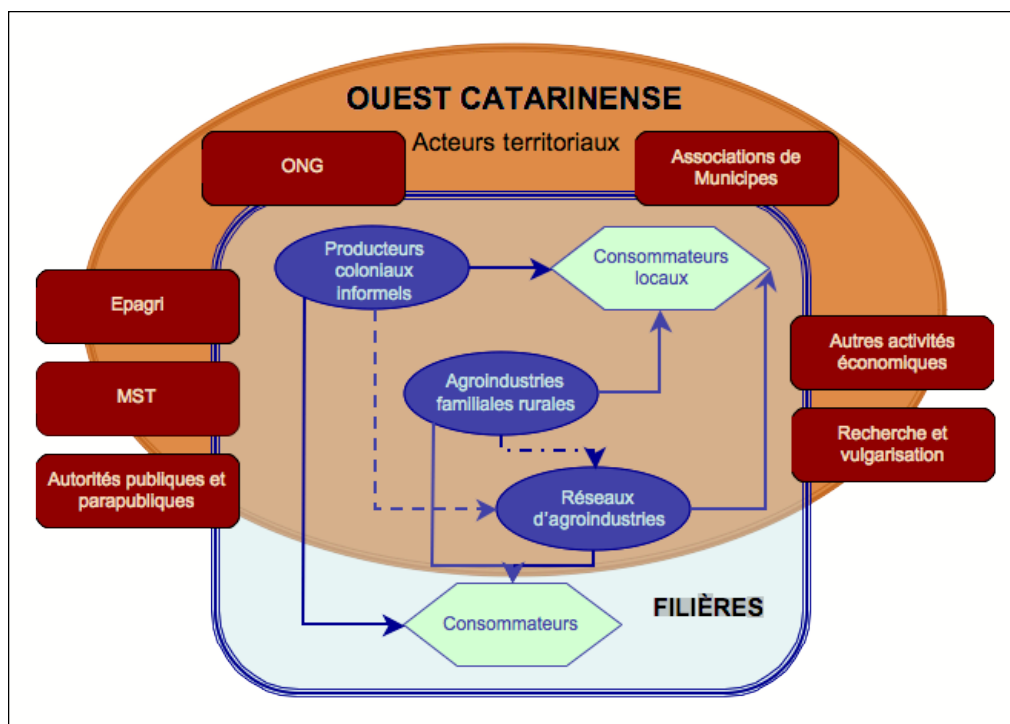 OUEST CATARINENSE
Acteurs territoriaux
ONG
Associations de
Municipes
Producteurs
coloniaux
informels
Consommateurs
locaux
Epagri
Autres activités
économiques
MST
Agroindustries
familiales rurales
Recherche et
vulgarisation
Autorités publiques et
parapubliques
Réseaux
d'agroindustries
FILIÈRES
Consommateurs